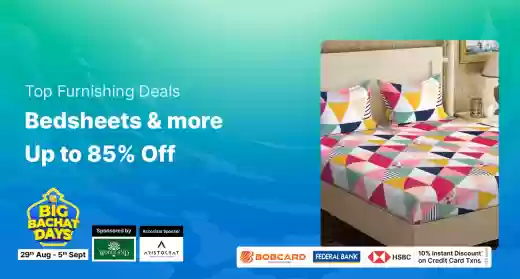 Top Furnishing Deals
Bedsheets & more
Up to 85% Off
BIG
BACHAT
DAYS
29th Aug - 5th Sept
Sponsored by
Associate Sponsor
ARISTOCRAT
BOBCARD
FEDERAL BANK
HSBC
10% Instant Discount*
on Credit Card Txns